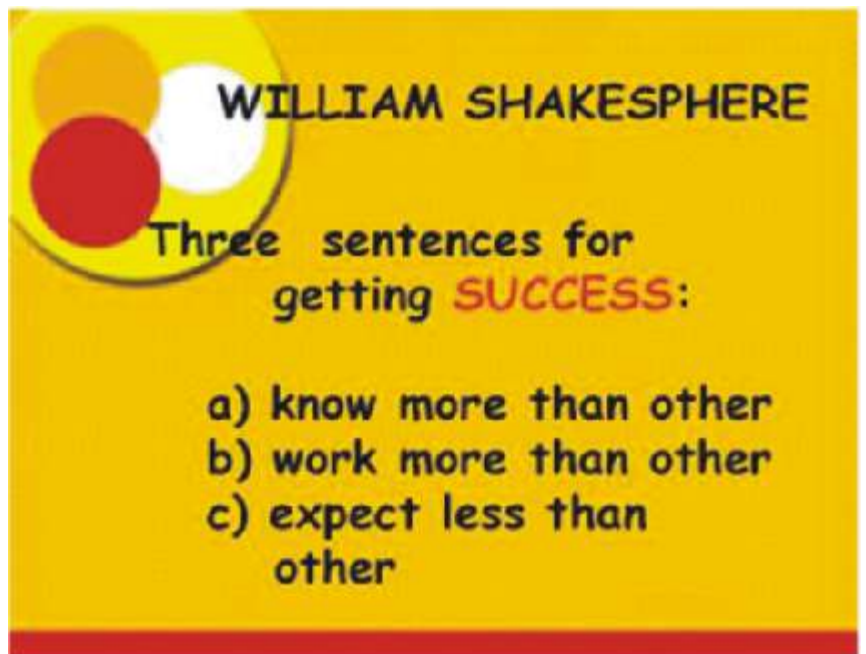 WILLIAM SHAKESPHERE
Three sentences for
getting SUCCESS:
a) know more than other
b) work more than other
c) expect less than
other